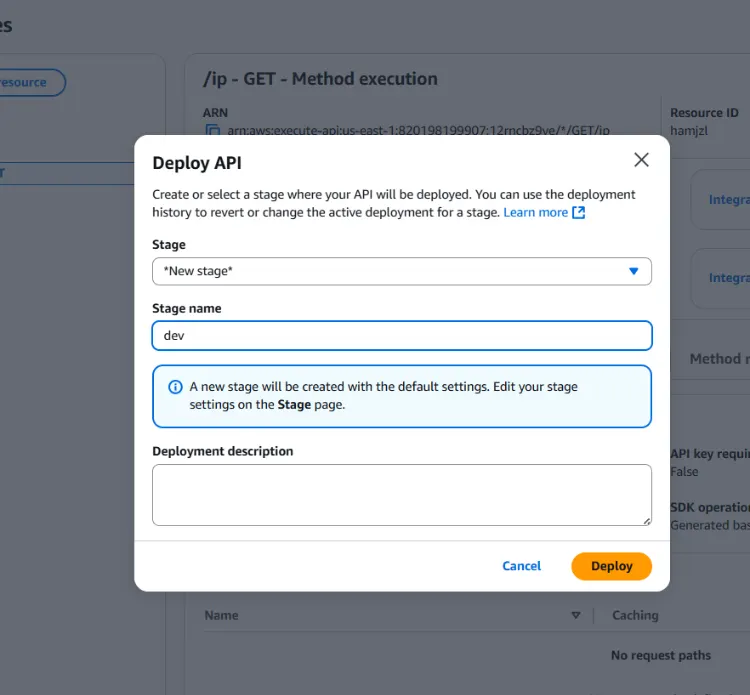 es
resource
/ip - GET - Method execution
ARN
arn:aws:execute-api:us-east-1:820198199907:12rncbz9ve/*/GET/ip
Resource ID
hamjzl
T
Deploy API
Create or select a stage where your API will be deployed. You can use the deployment
history to revert or change the active deployment for a stage. Learn more
Integra
Stage
*New stage*
Integra
Stage name
dev
Method r
A new stage will be created with the default settings. Edit your stage
settings on the Stage page.
Deployment description
API key requir
False
SDK operation
Generated bas
Cancel
Deploy
Name
Caching
No request paths